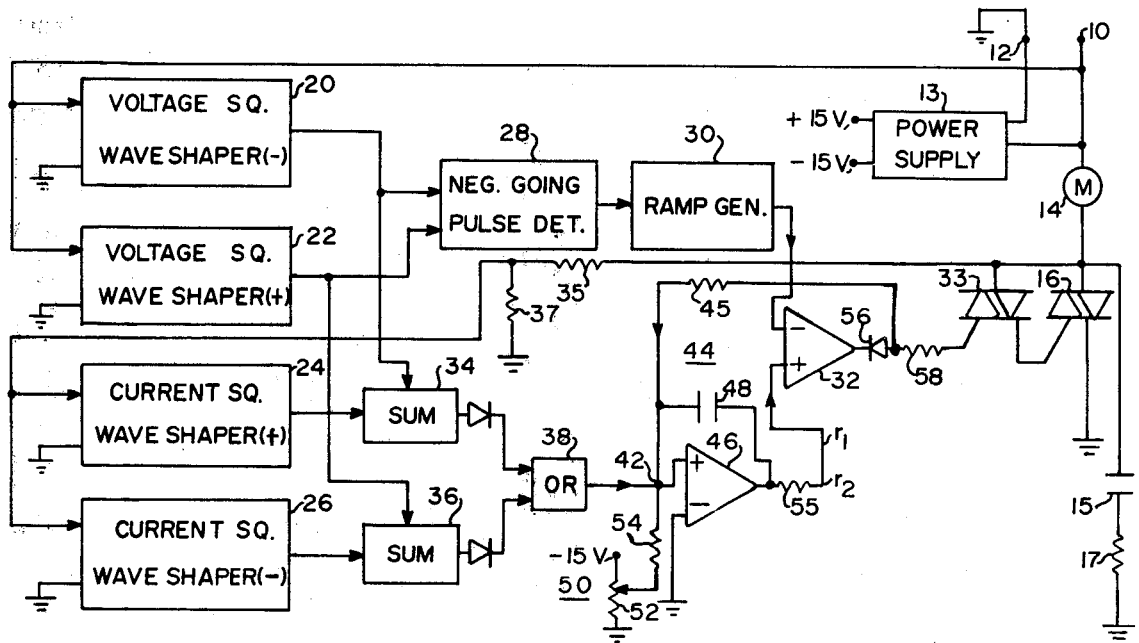 10
12
13
+15V.
-15V.
POWER
SUPPLY
M
14
20
VOLTAGE SQ.
WAVE SHAPER(-)
28
NEG. GOING
PULSE DET.
30
RAMP GEN.
22
VOLTAGE SQ.
WAVE SHAPER(+)
35
37
45
33
16
56
-
+
32
58
44
24
CURRENT SQ.
WAVE SHAPER(+)
34
SUM
48
38
OR
42
46
+
-
r1
r2
55
15
26
CURRENT SQ.
WAVE SHAPER(-)
36
SUM
54
-15 V.
50
52
17